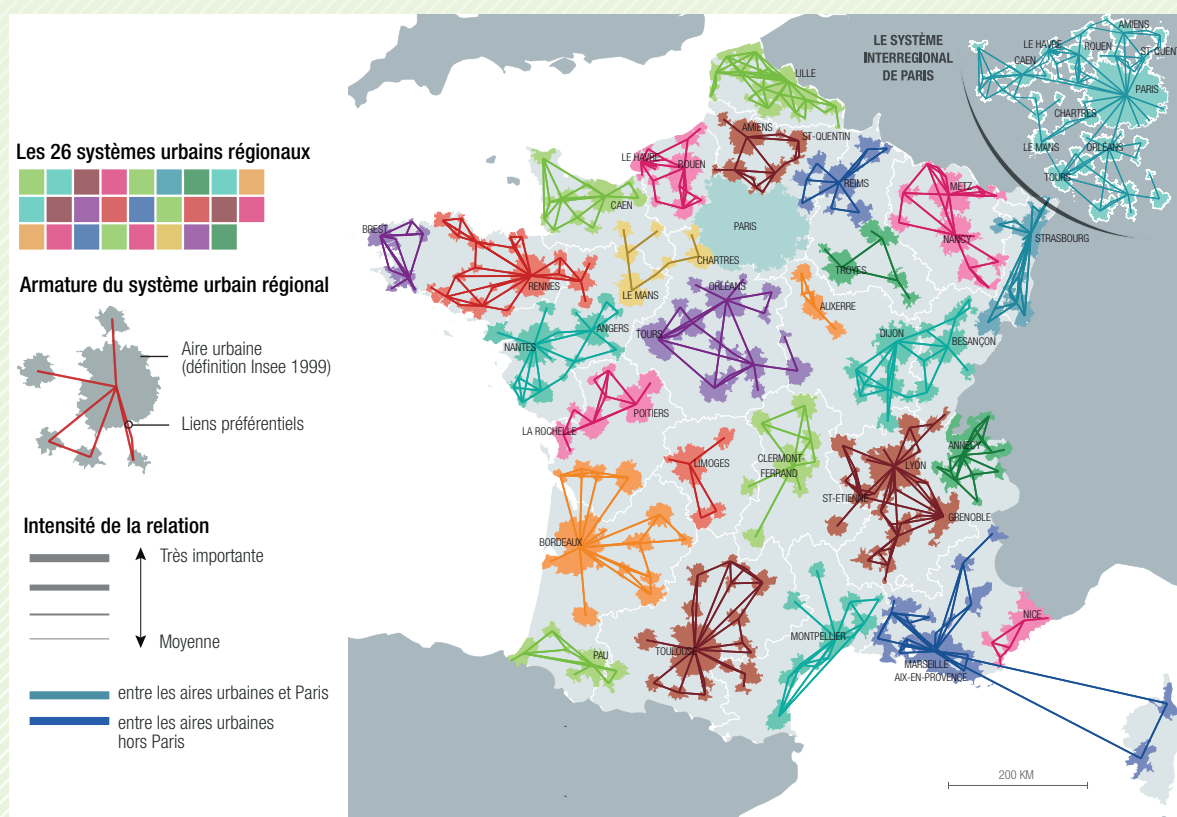 Les 26 systèmes urbains régionaux
Armature du système urbain régional
Aire urbaine
(définition Insee 1999)
Liens préférentiels
Intensité de la relation
Très importante
Moyenne
entre les aires urbaines et Paris
entre les aires urbaines
hors Paris
LE SYSTÈME
INTERREGIONAL
DE PARIS
AMIENS
LE HAVRE
ROUEN
ST-QUENT
CAEN
PARIS
CHARTRES
LE MANS
ORLÉANS
TOURS
LILLE
AMIENS
ST-QUENTIN
LE HAVRE
ROUEN
REIMS
METZ
CAEN
BREST
PARIS
NANCY
STRASBOURG
CHARTRES
TROYES
RENNES
LE MANS
ORLÉANS
AUXERRE
ANGERS
TOURS
DIJON
NANTES
BESANÇON
POITIERS
LA ROCHELLE
ANNECY
LIMOGES
CLERMONT-
FERRAND
LYON
ST-ETIENNE
GRENOBLE
BORDEAUX
NICE
MONTPELLIER
PAU
TOULOUSE
MARSEILLE
AIX-EN-PROVENCE
200 KM